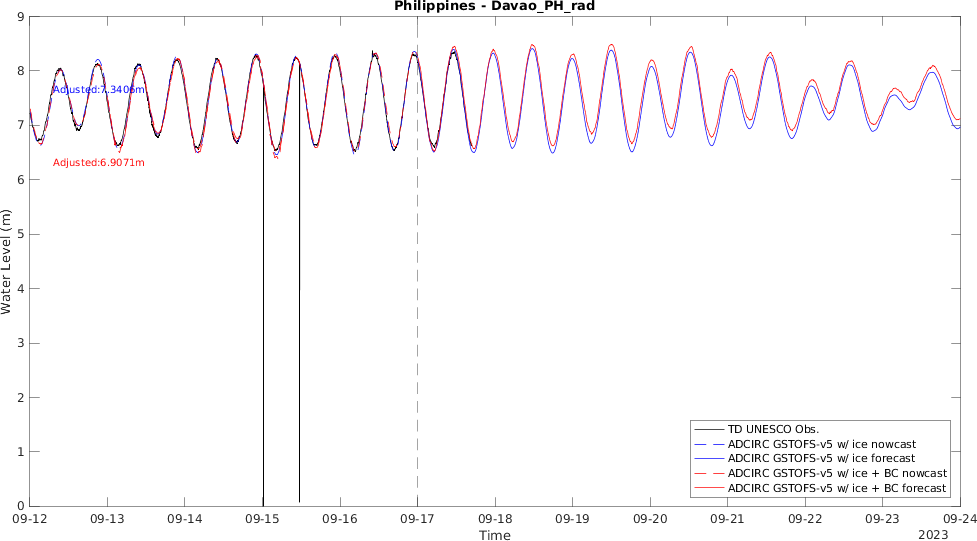 Philippines - Davao_PH_rad
Water Level (m)
9
8
7
6
5
4
3
2
1
0
Adjusted:7.3406m
Adjusted:6.9071m
TD UNESCO Obs.
ADCIRC GSTOFS-v5 w/ ice nowcast
ADCIRC GSTOFS-v5 w/ ice forecast
ADCIRC GSTOFS-v5 w/ ice + BC nowcast
ADCIRC GSTOFS-v5 w/ ice + BC forecast
09-12 09-13 09-14 09-15 09-16 09-17 09-18 09-19 09-20 09-21 09-22 09-23 09-24
Time
2023